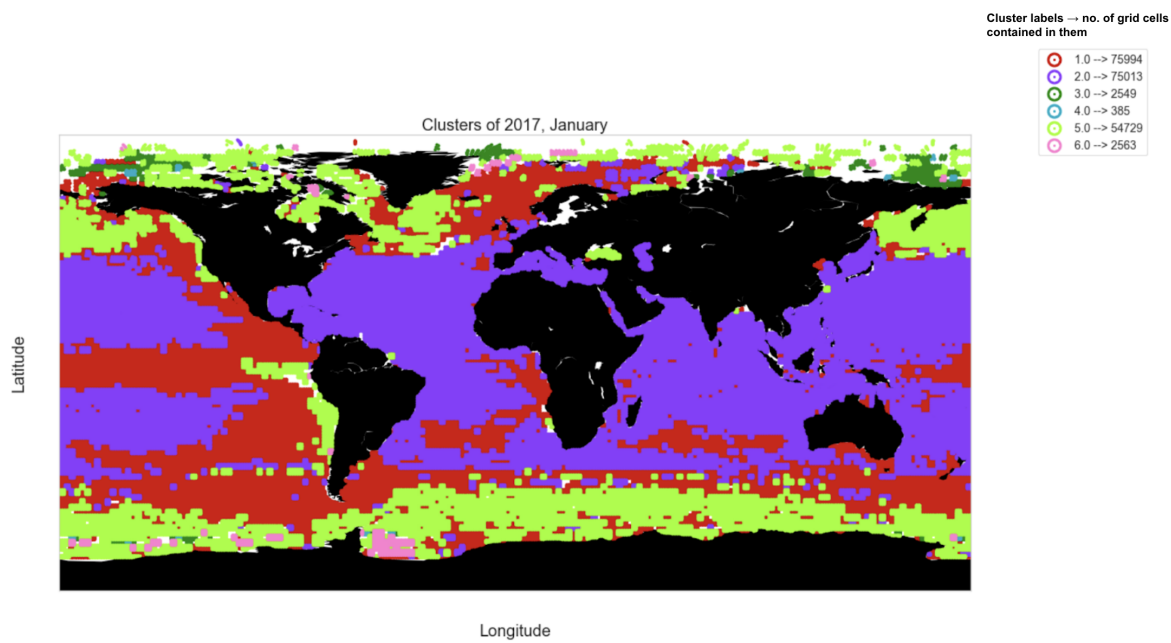 Cluster labels → no. of grid cells
contained in them
1.0 --> 75994
2.0 --> 75013
3.0 --> 2549
4.0 --> 385
5.0 --> 54729
6.0 --> 2563
Clusters of 2017, January
Latitude
Longitude